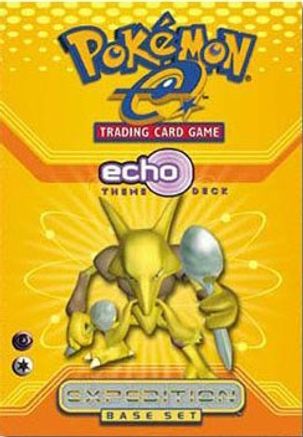 POKéMON
e
TRADING CARD GAME
echo
THEME DECK
EXPEDITION
BASE SET